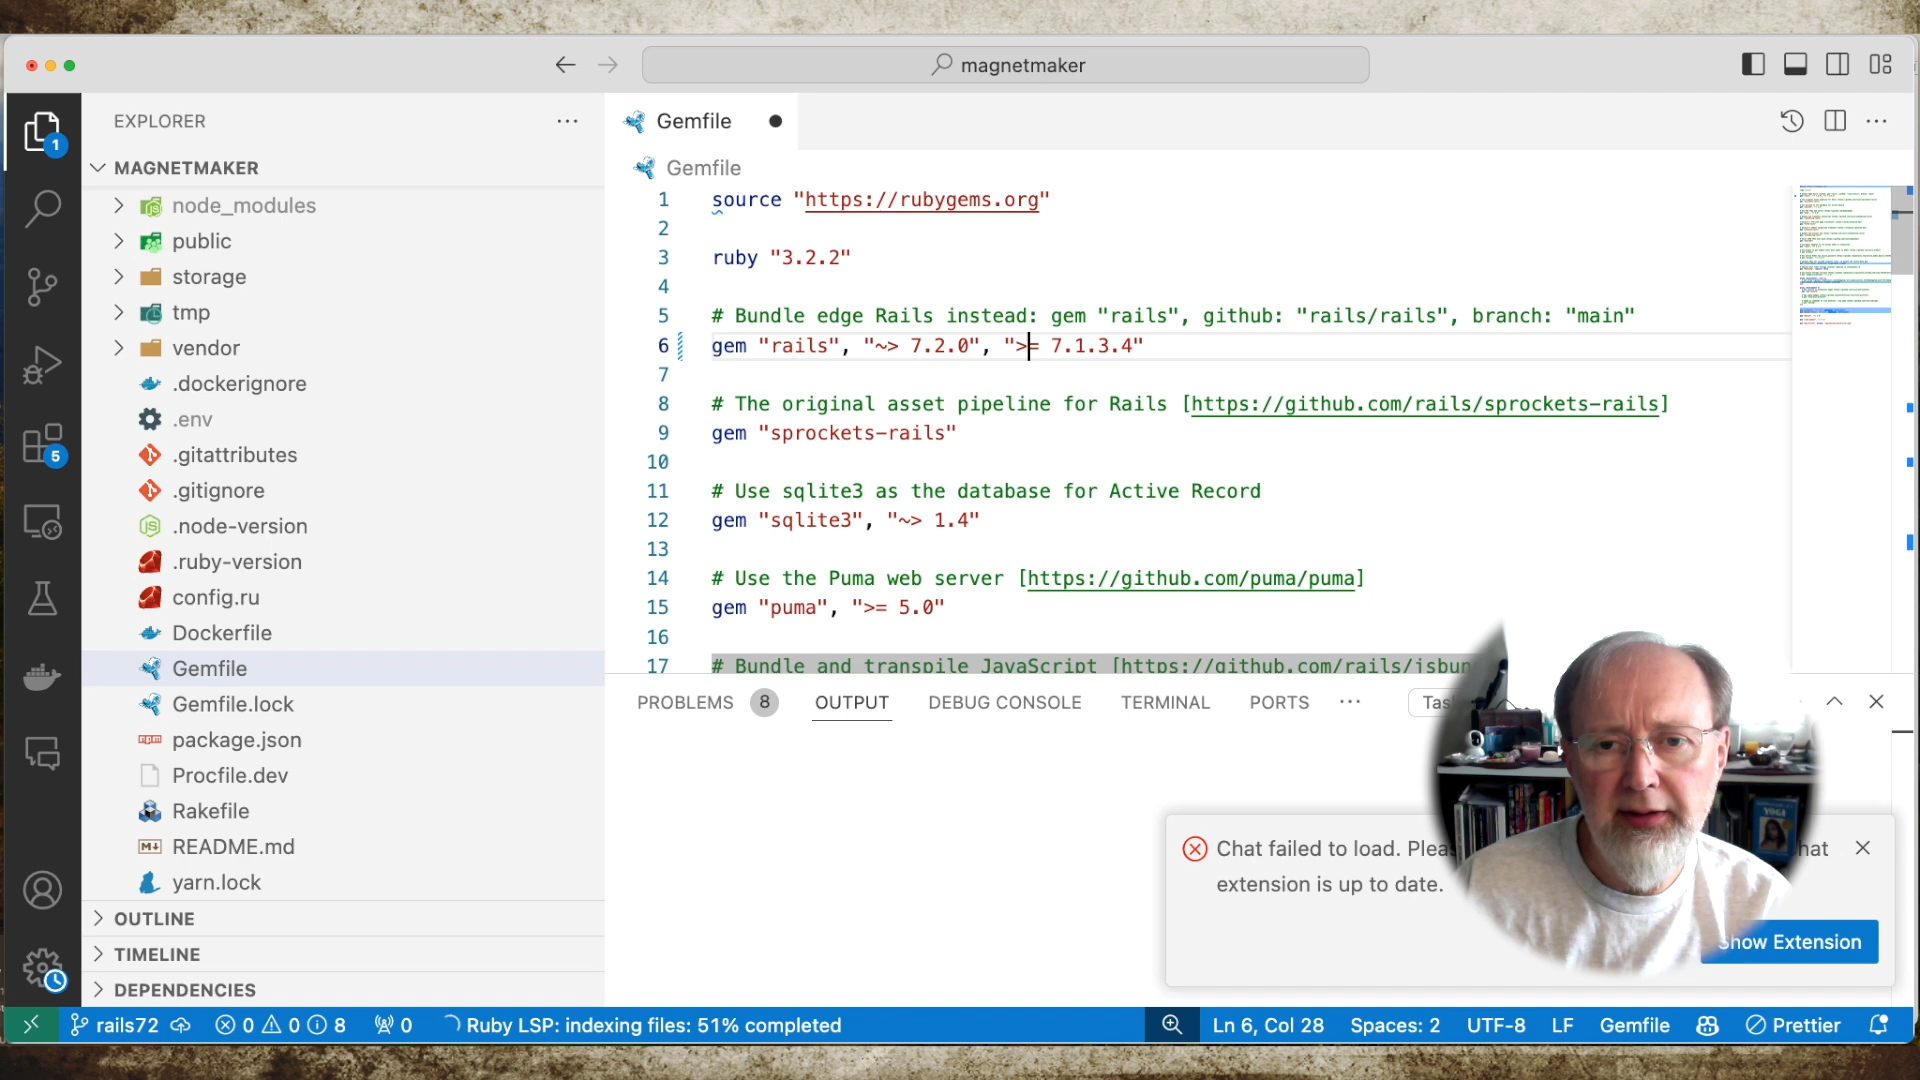 magnetmaker
EXPLORER
Gemfile
1
MAGNETMAKER
Gemfile
node_modules
public
storage
tmp
vendor
.dockerignore
.env
.gitattributes
.gitignore
.node-version
.ruby-version
config.ru
Dockerfile
Gemfile
Gemfile.lock
package.json
Procfile.dev
Rakefile
README.md
yarn.lock
OUTLINE
TIMELINE
DEPENDENCIES
5
1 source "https://rubygems.org"
2
3 ruby "3.2.2"
4
5 # Bundle edge Rails instead: gem "rails", github: "rails/rails", branch: "main"
6 gem "rails", "~> 7.2.0", ">= 7.1.3.4"
7
8 # The original asset pipeline for Rails [https://github.com/rails/sprockets-rails]
9 gem "sprockets-rails"
10
11 # Use sqlite3 as the database for Active Record
12 gem "sqlite3", "~> 1.4"
13
14 # Use the Puma web server [https://github.com/puma/puma]
15 gem "puma", ">= 5.0"
16
17 # Bundle and transpile JavaScript [https://github.com/rails/jsbun
PROBLEMS 8 OUTPUT DEBUG CONSOLE TERMINAL PORTS ··· Tas
Chat failed to load. Pleas hat
extension is up to date.
Show Extension
YOGI
rails72 0 0 8 0 Ruby LSP: indexing files: 51% completed Ln 6, Col 28 Spaces: 2 UTF-8 LF Gemfile Prettier